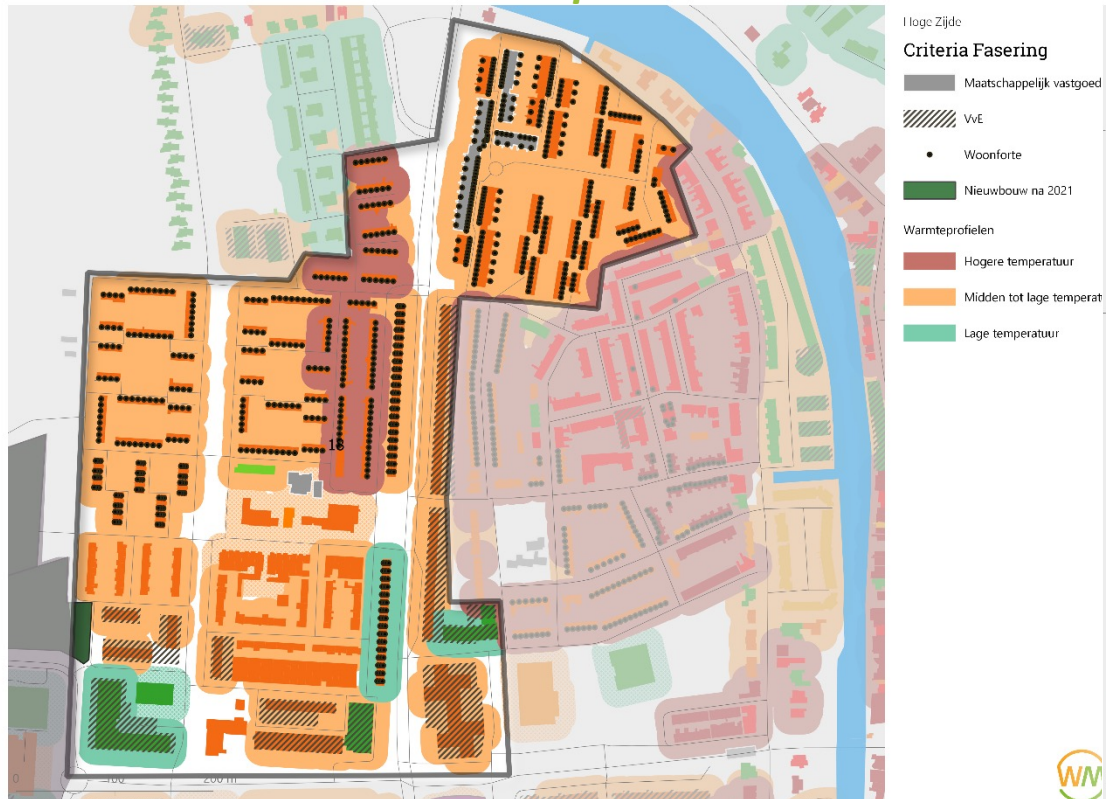 Hoge Zijde
Criteria Fasering
Maatschappelijk vastgoed
VvE
Woonforte
Nieuwbouw na 2021
Warmteprofielen
Hogere temperatuur
Midden tot lage temperat
Lage temperatuur
18
0 100 200 m
WM